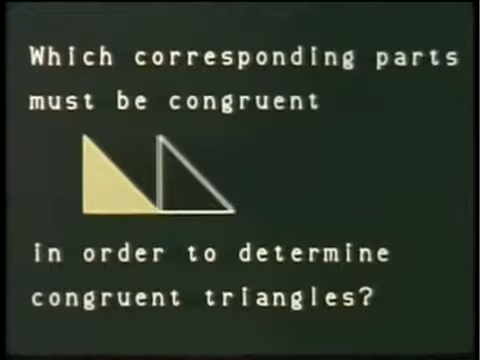 Which corresponding parts
must be congruent
in order to determine
congruent triangles?